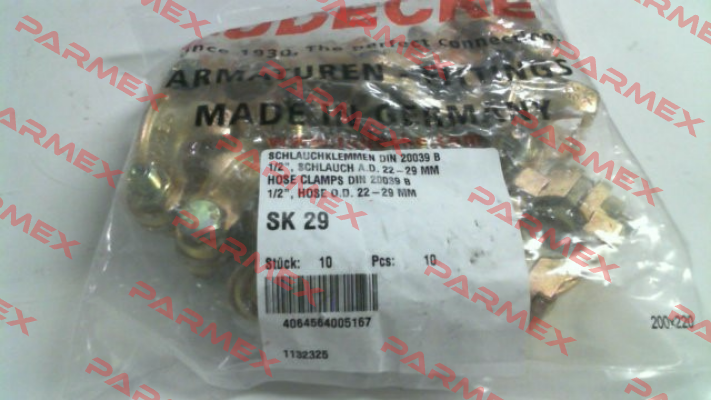 LUDECKE
since 1930. The perfect connection.
ARMATUREN - FITTINGS
MADE IN GERMANY
SCHLAUCHKLEMMEN DIN 20039 B
1/2", SCHLAUCH A.D. 22-29 MM
HOSE CLAMPS DIN 20039 B
1/2", HOSE O.D. 22-29 MM
SK 29
Stück: 10 Pcs: 10
4064564005167
1132325
200x220
PARMEX